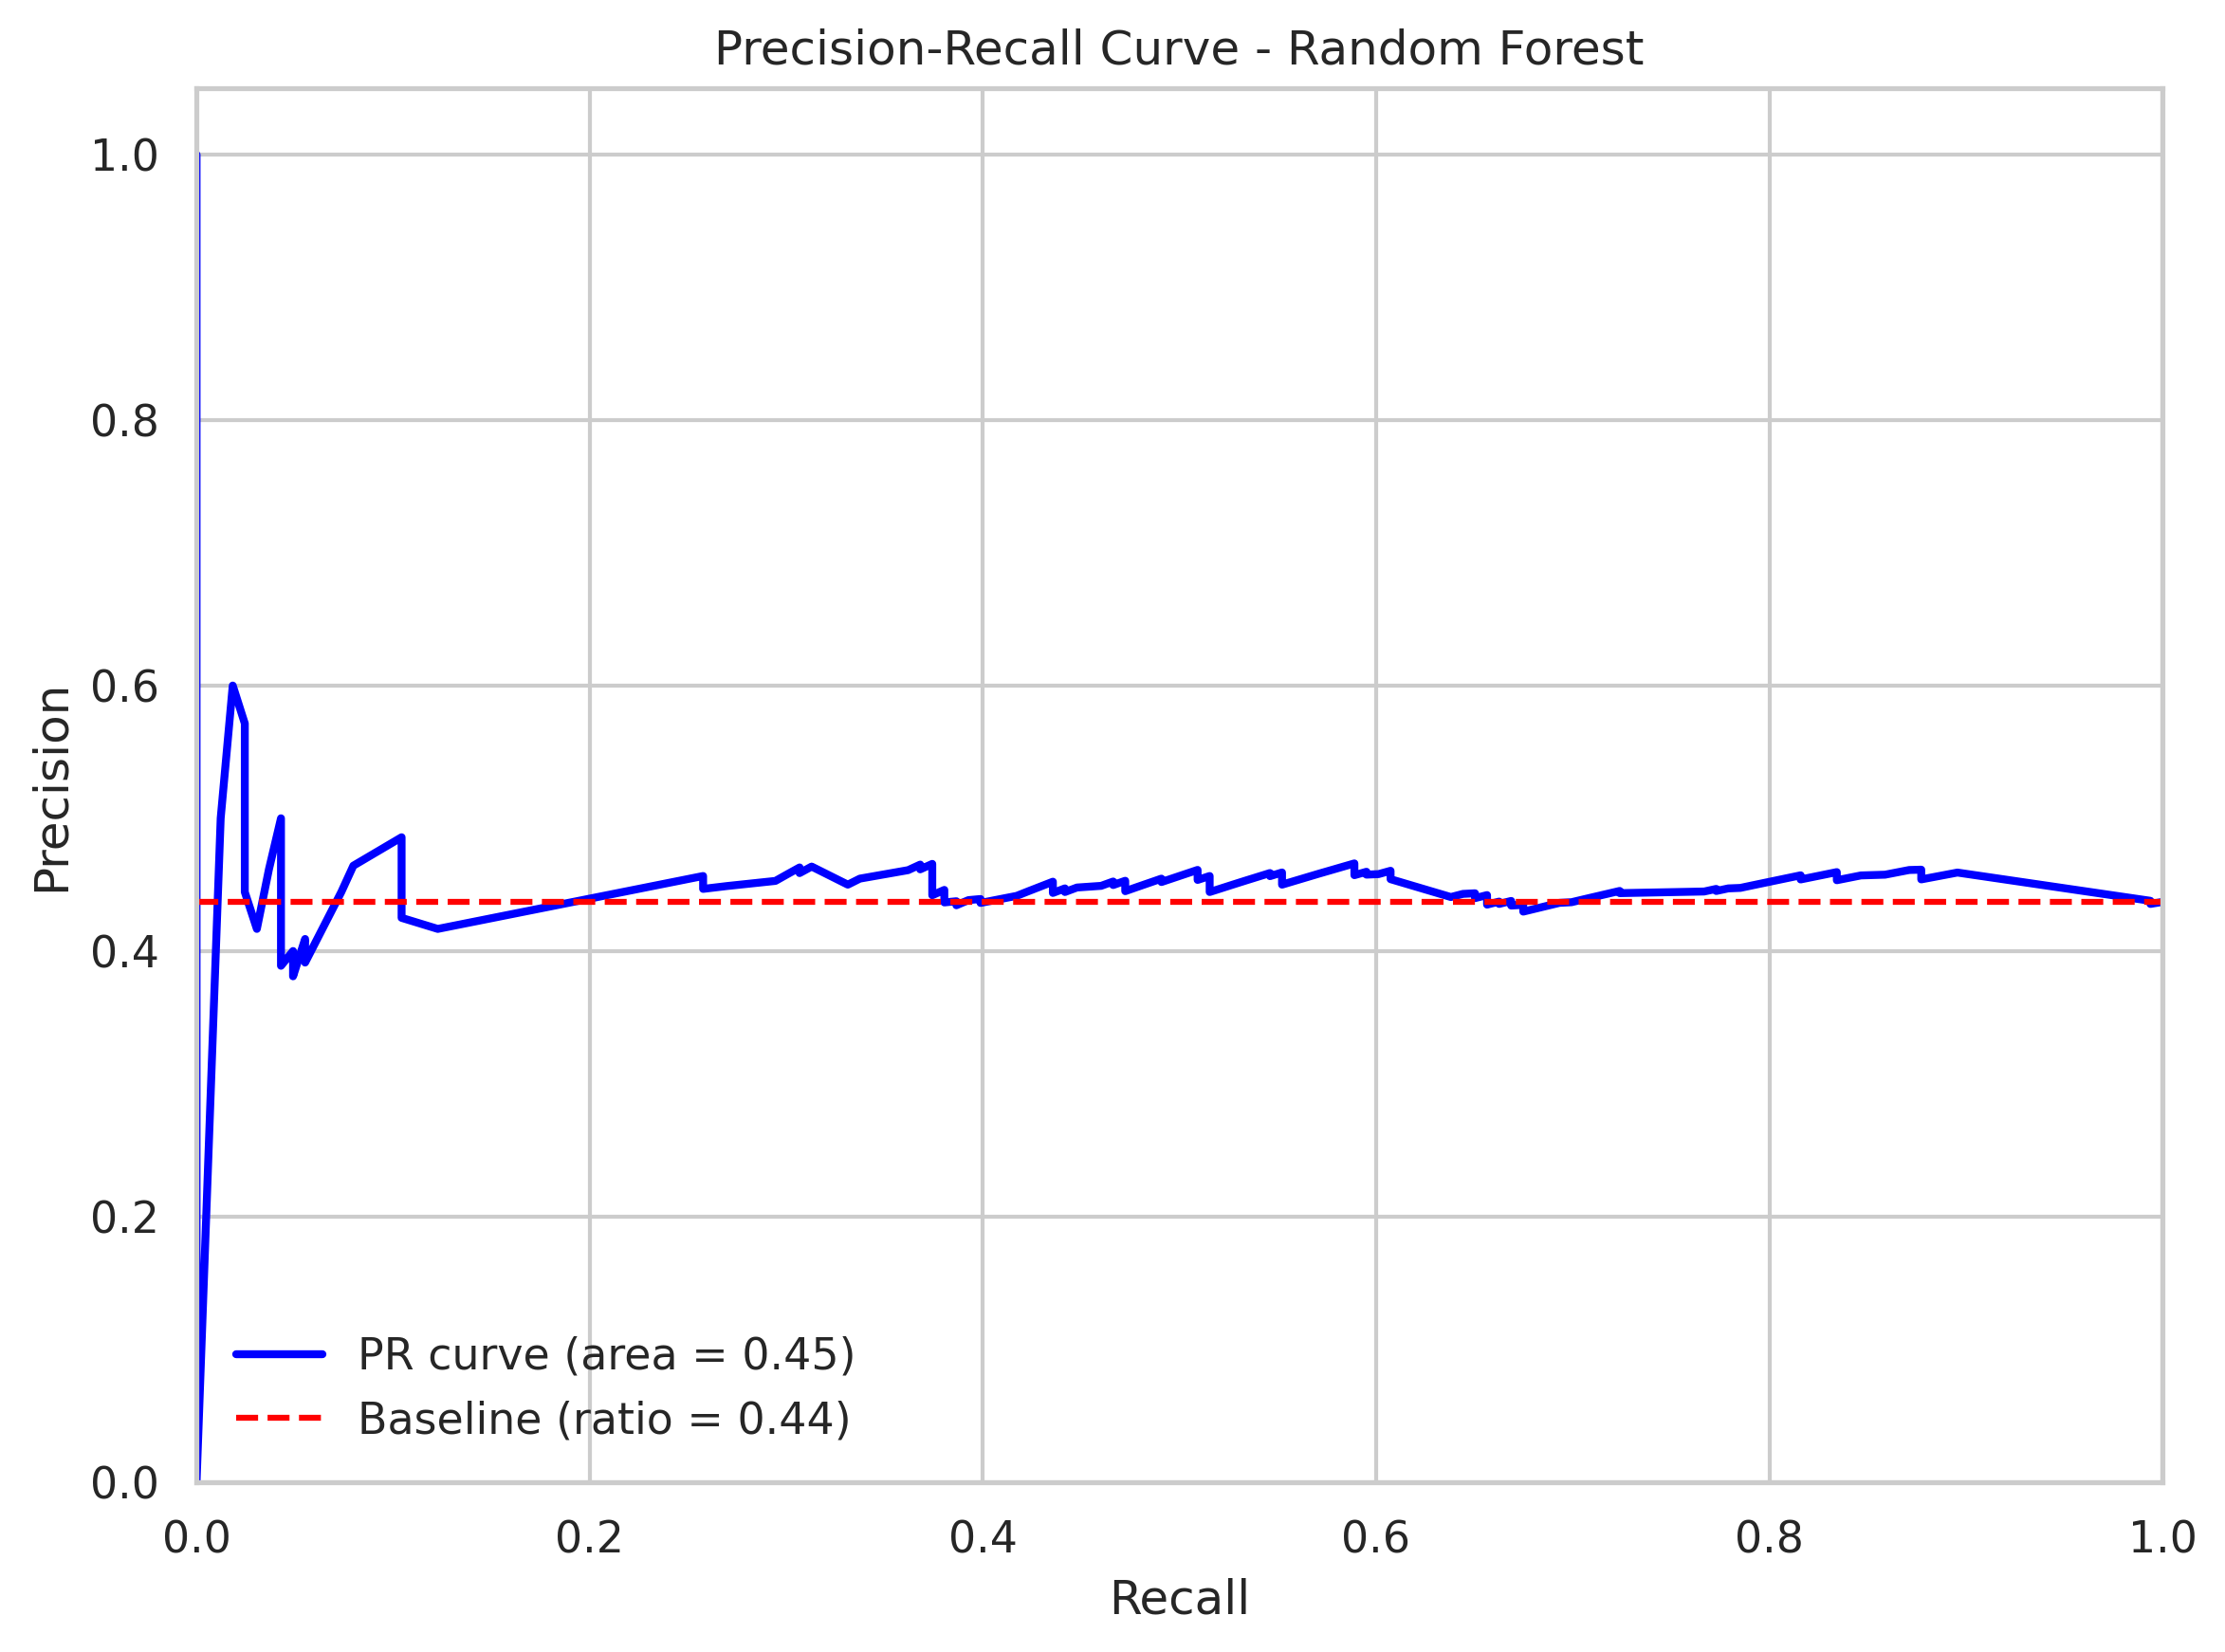 Precision-Recall Curve - Random Forest
1.0
0.8
0.6
0.4
0.2
0.0
Precision
PR curve (area = 0.45)
Baseline (ratio = 0.44)
0.0 0.2 0.4 0.6 0.8 1.0
Recall